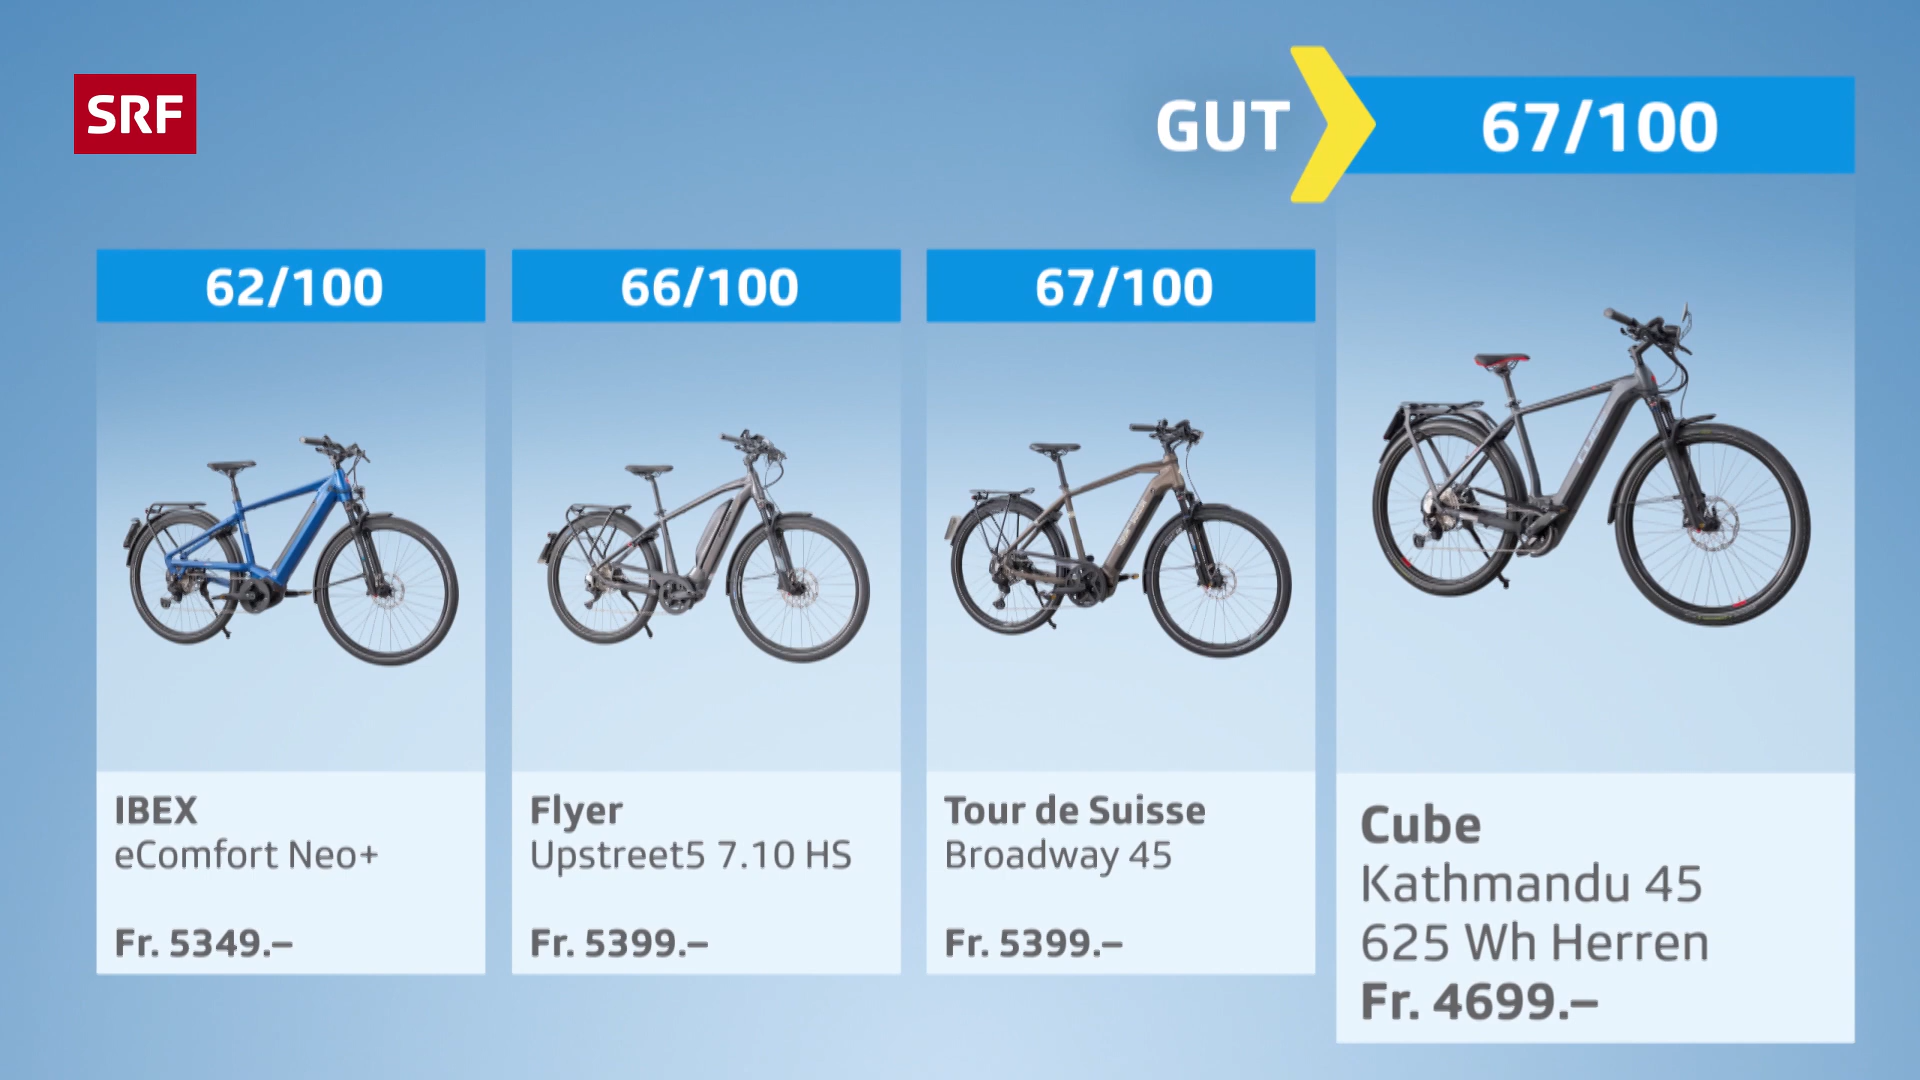 SRF
GUT
67/100
62/100
66/100
67/100
IBEX
eComfort Neo+
Fr. 5349.–
Flyer
Upstreet5 7.10 HS
Fr. 5399.–
Tour de Suisse
Broadway 45
Fr. 5399.–
Cube
Kathmandu 45
625 Wh Herren
Fr. 4699.–